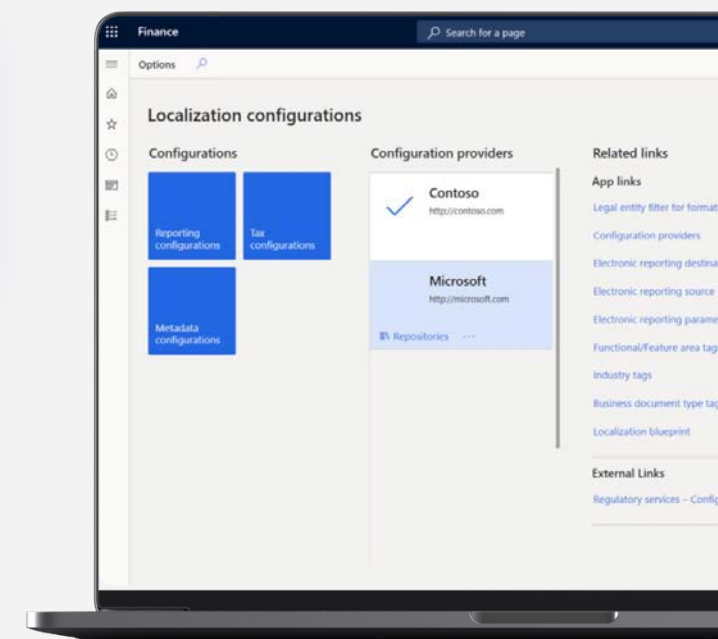 Finance
Search for a page
Options
Localization configurations
Configurations
Reporting
configurations
Tax
configurations
Metadata
configurations
Configuration providers
Contoso
http://contoso.com
Microsoft
http://microsoft.com
Repositories
Related links
App links
Legal entity filter for format
Configuration providers
Electronic reporting destina
Electronic reporting source
Electronic reporting parame
Functional/Feature area tag
Industry tags
Business document type tag
Localization blueprint
External Links
Regulatory services – Config